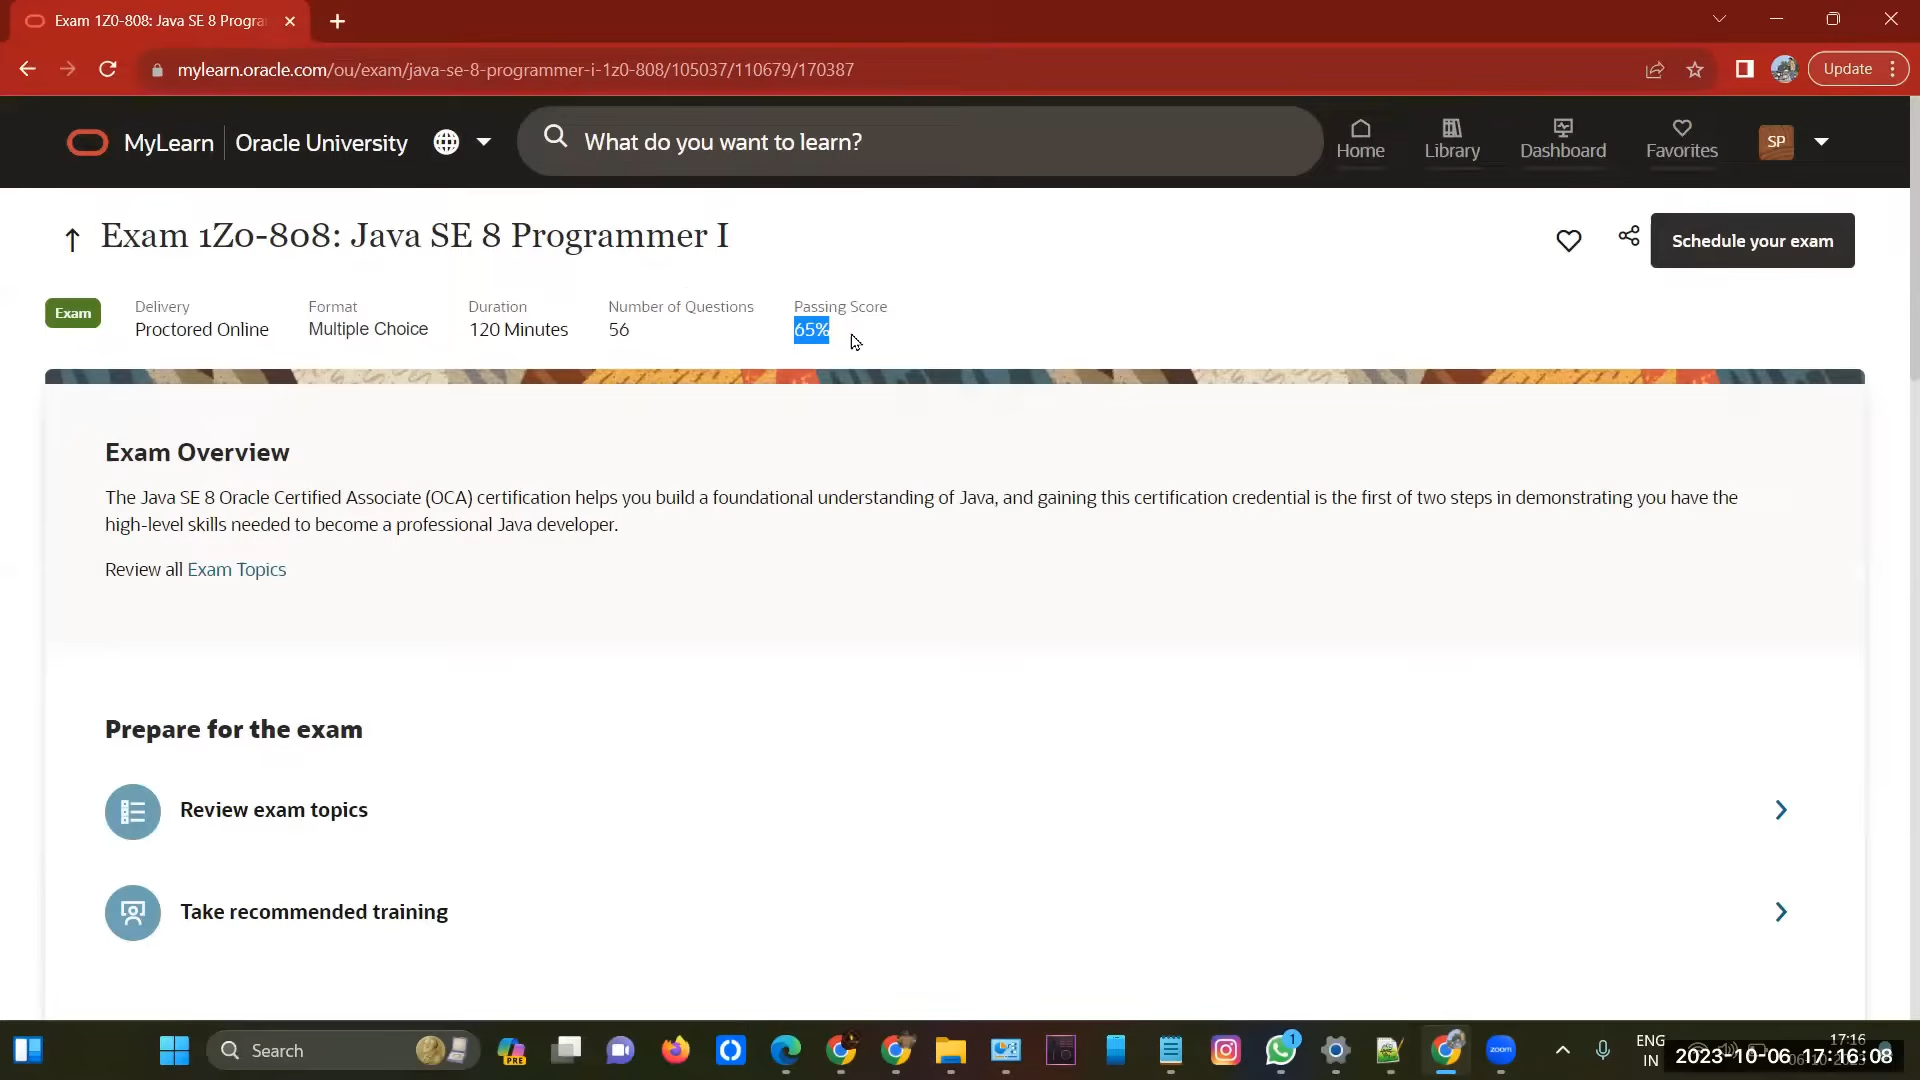 Exam 1Z0-808: Java SE 8 Progra
mylearn.oracle.com/ou/exam/java-se-8-programmer-i-1z0-808/105037/110679/170387
Update
MyLearn
Oracle University
What do you want to learn?
Home
Library
Dashboard
Favorites
SP
Exam 1Z0-808: Java SE 8 Programmer I
Schedule your exam
Exam
Delivery
Proctored Online
Format
Multiple Choice
Duration
120 Minutes
Number of Questions
56
Passing Score
65%
Exam Overview
The Java SE 8 Oracle Certified Associate (OCA) certification helps you build a foundational understanding of Java, and gaining this certification credential is the first of two steps in demonstrating you have the
high-level skills needed to become a professional Java developer.
Review all Exam Topics
Prepare for the exam
Review exam topics
Take recommended training
Search
PRE
1
zoom
ENG
IN
17:16
2023-10-06 17:16:08